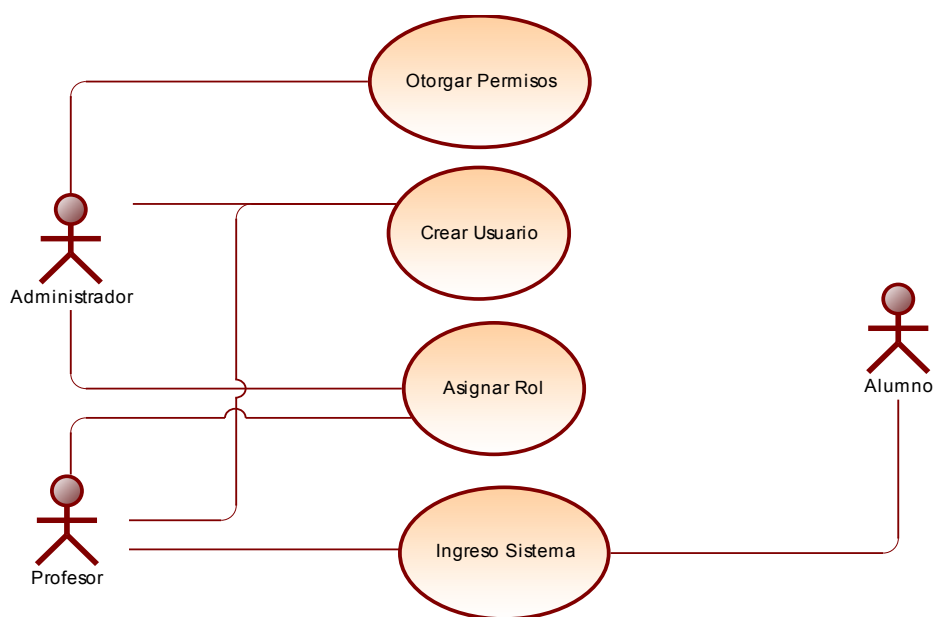 Otorgar Permisos
Crear Usuario
Administrador
Asignar Rol
Alumno
Ingreso Sistema
Profesor